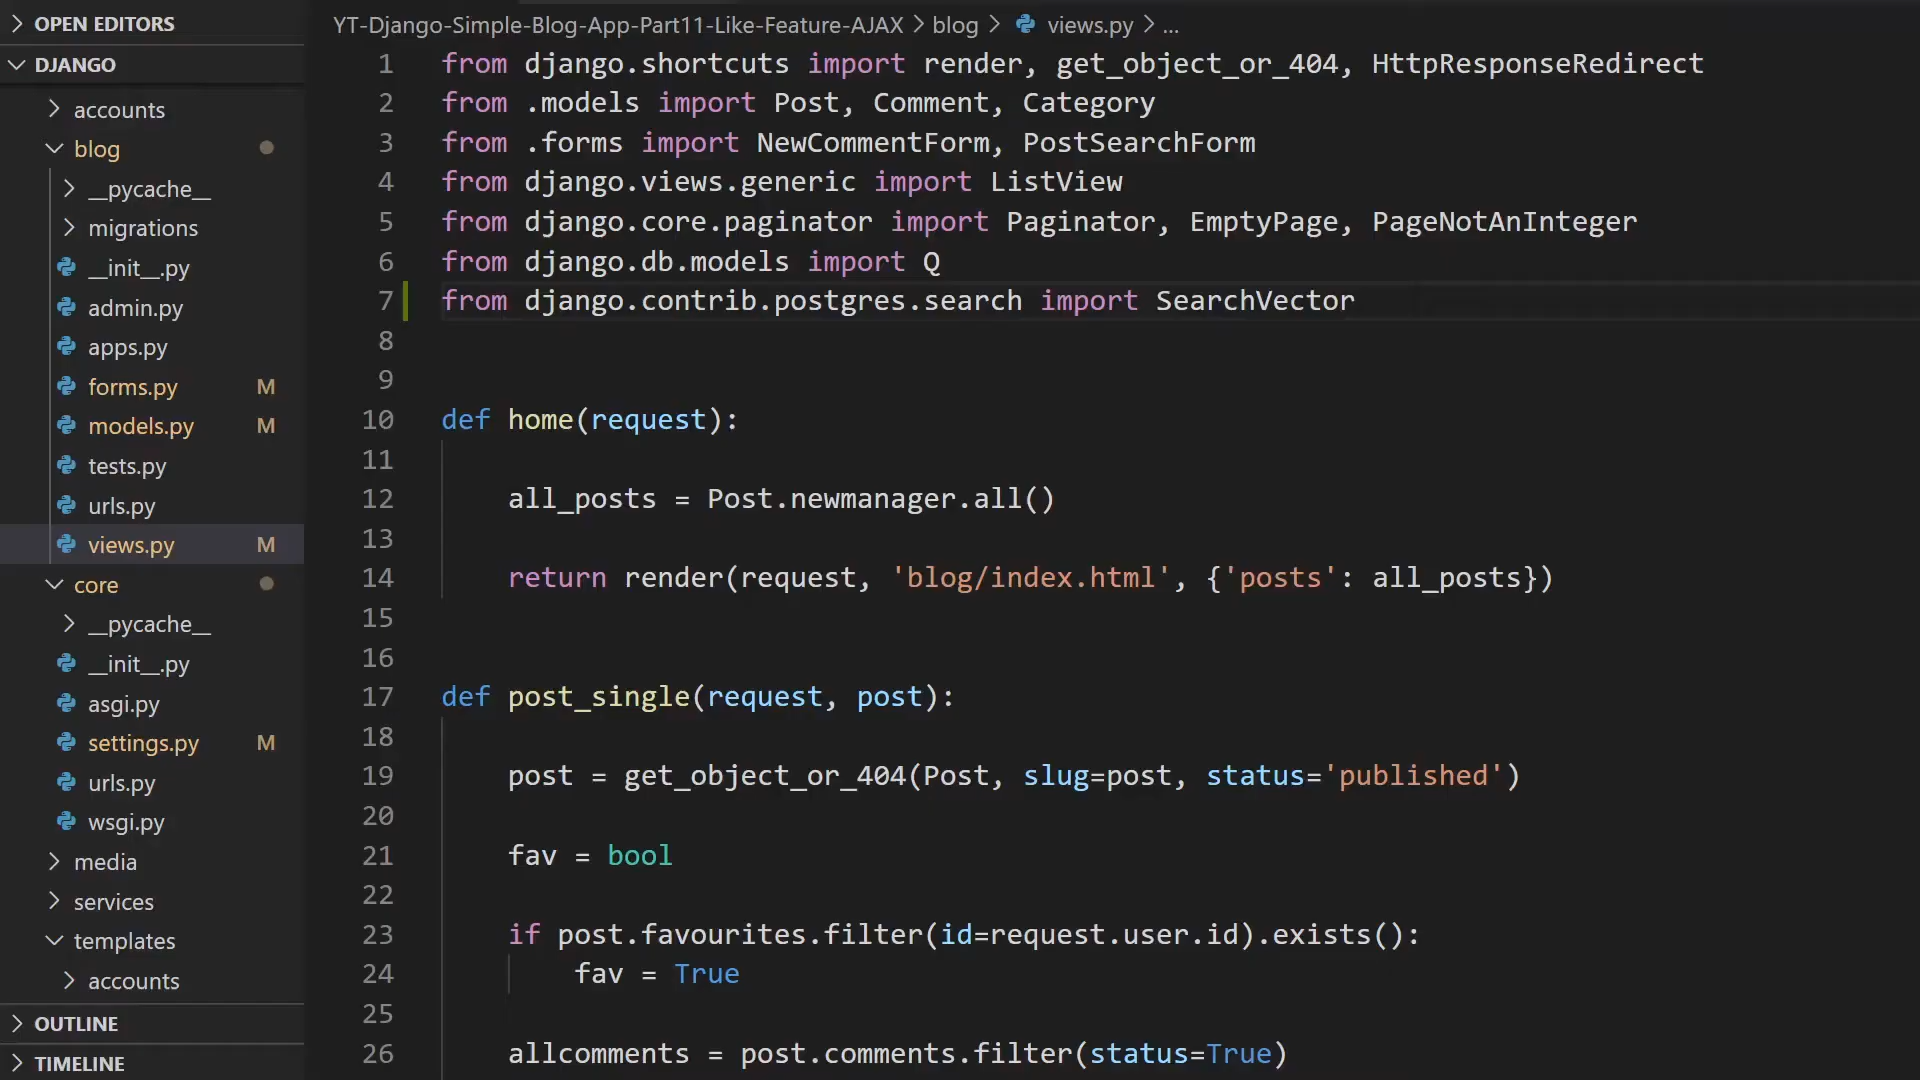 OPEN EDITORS
DJANGO
accounts
blog
__pycache__
migrations
__init__.py
admin.py
apps.py
forms.py M
models.py M
tests.py
urls.py
views.py M
core
__pycache__
__init__.py
asgi.py
settings.py M
urls.py
wsgi.py
media
services
templates
accounts
OUTLINE
TIMELINE
YT-Django-Simple-Blog-App-Part11-Like-Feature-AJAX > blog > views.py > ...
1 from django.shortcuts import render, get_object_or_404, HttpResponseRedirect
2 from .models import Post, Comment, Category
3 from .forms import NewCommentForm, PostSearchForm
4 from django.views.generic import ListView
5 from django.core.paginator import Paginator, EmptyPage, PageNotAnInteger
6 from django.db.models import Q
7 from django.contrib.postgres.search import SearchVector
8
9
10 def home(request):
11
12     all_posts = Post.newmanager.all()
13
14     return render(request, 'blog/index.html', {'posts': all_posts})
15
16
17 def post_single(request, post):
18
19     post = get_object_or_404(Post, slug=post, status='published')
20
21     fav = bool
22
23     if post.favourites.filter(id=request.user.id).exists():
24         fav = True
25
26     allcomments = post.comments.filter(status=True)